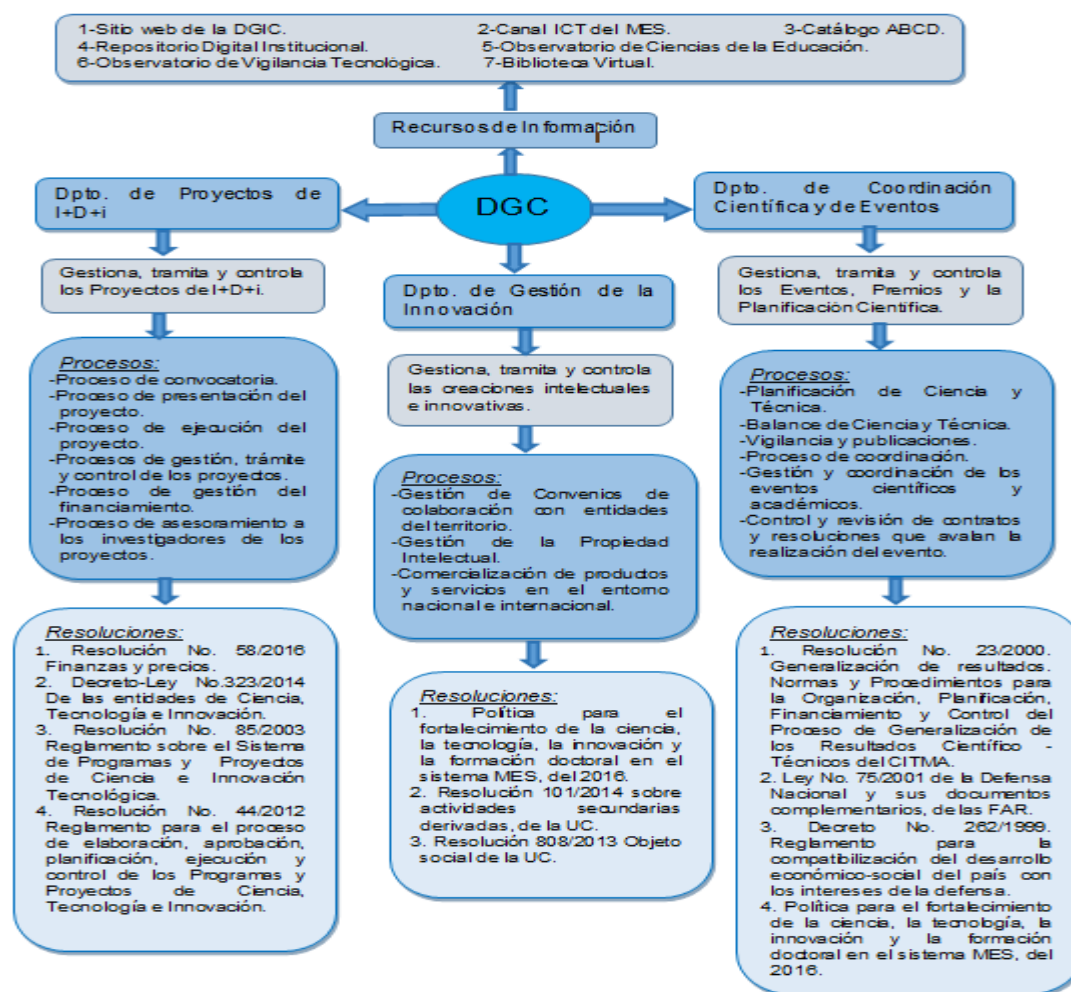 1-Sitio web de la DGIC. 2-Canal ICT del MES. 3-Catálogo ABCD.
4-Repositorio Digital Institucional. 5-Observatorio de Ciencias de la Educación.
6-Observatorio de Vigilancia Tecnológica. 7-Biblioteca Virtual.
Recursos de Información
DGC
Dpto. de Proyectos de
I+D+i
Gestiona, tramita y controla
los Proyectos de I+D+i.
Procesos:
-Proceso de convocatoria.
-Proceso de presentación del
proyecto.
-Proceso de ejecución del
proyecto.
-Procesos de gestión, trámite
y control de los proyectos.
-Proceso de gestión del
financiamiento.
-Proceso de asesoramiento a
los investigadores de los
proyectos.
Resoluciones:
1. Resolución No. 58/2016
Finanzas y precios.
2. Decreto-Ley No.323/2014
De las entidades de Ciencia,
Tecnología e Innovación.
3. Resolución No. 85/2003
Reglamento sobre el Sistema
de Programas y Proyectos
de Ciencia e Innovación
Tecnológica.
4. Resolución No. 44/2012
Reglamento para el proceso
de elaboración, aprobación,
planificación, ejecución y
control de los Programas y
Proyectos de Ciencia,
Tecnología e Innovación.
Dpto. de Gestión de la
Innovación
Gestiona, tramita y controla
las creaciones intelectuales
e innovativas.
Procesos:
-Gestión de Convenios de
colaboración con entidades
del territorio.
-Gestión de la Propiedad
Intelectual.
-Comercialización de productos
y servicios en el entorno
nacional e internacional.
Resoluciones:
1. Política para el
fortalecimiento de la ciencia,
la tecnología, la innovación y
la formación doctoral en el
sistema MES, del 2016.
2. Resolución 101/2014 sobre
actividades secundarias
derivadas, de la UC.
3. Resolución 808/2013 Objeto
social de la UC.
Dpto. de Coordinación
Científica y de Eventos
Gestiona, tramita y controla
los Eventos, Premios y la
Planificación Científica.
Procesos:
-Planificación de Ciencia y
Técnica.
-Balance de Ciencia y Técnica.
-Vigilancia y publicaciones.
-Proceso de coordinación.
-Gestión y coordinación de los
eventos científicos y
académicos.
-Control y revisión de contratos
y resoluciones que avalan la
realización del evento.
Resoluciones:
1. Resolución No. 23/2000.
Generalización de resultados.
Normas y Procedimientos para
la Organización, Planificación,
Financiamiento y Control del
Proceso de Generalización de
los Resultados Científico -
Técnicos del CITMA.
2. Ley No. 75/2001 de la Defensa
Nacional y sus documentos
complementarios, de las FAR.
3. Decreto No. 262/1999.
Reglamento para la
compatibilización del desarrollo
económico-social del país con
los intereses de la defensa.
4. Política para el fortalecimiento
de la ciencia, la tecnología, la
innovación y la formación
doctoral en el sistema MES, del
2016.